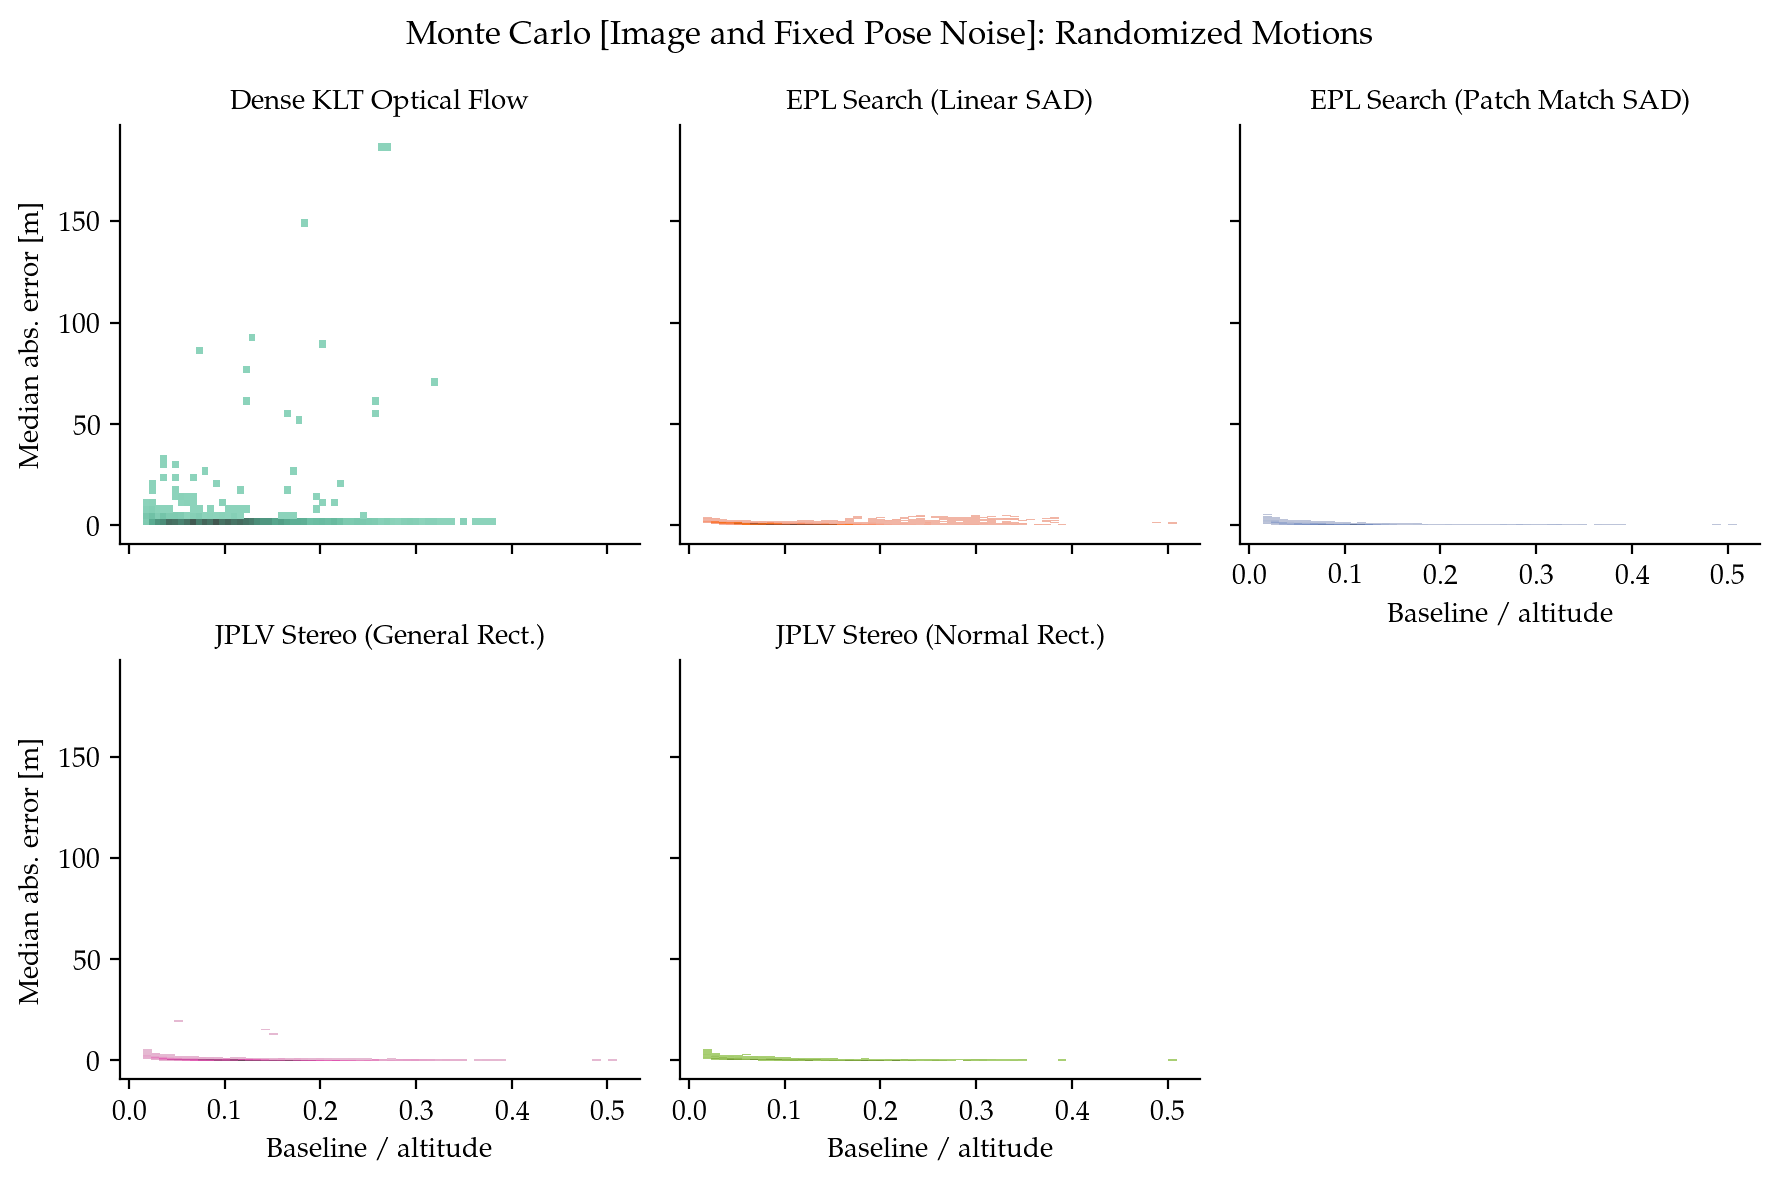 Monte Carlo [Image and Fixed Pose Noise]: Randomized Motions
Dense KLT Optical Flow
EPL Search (Linear SAD)
EPL Search (Patch Match SAD)
Median abs. error [m]
150
100
50
0
0.0 0.1 0.2 0.3 0.4 0.5
Baseline / altitude
JPLV Stereo (General Rect.)
JPLV Stereo (Normal Rect.)
Median abs. error [m]
150
100
50
0
0.0 0.1 0.2 0.3 0.4 0.5
Baseline / altitude
0.0 0.1 0.2 0.3 0.4 0.5
Baseline / altitude